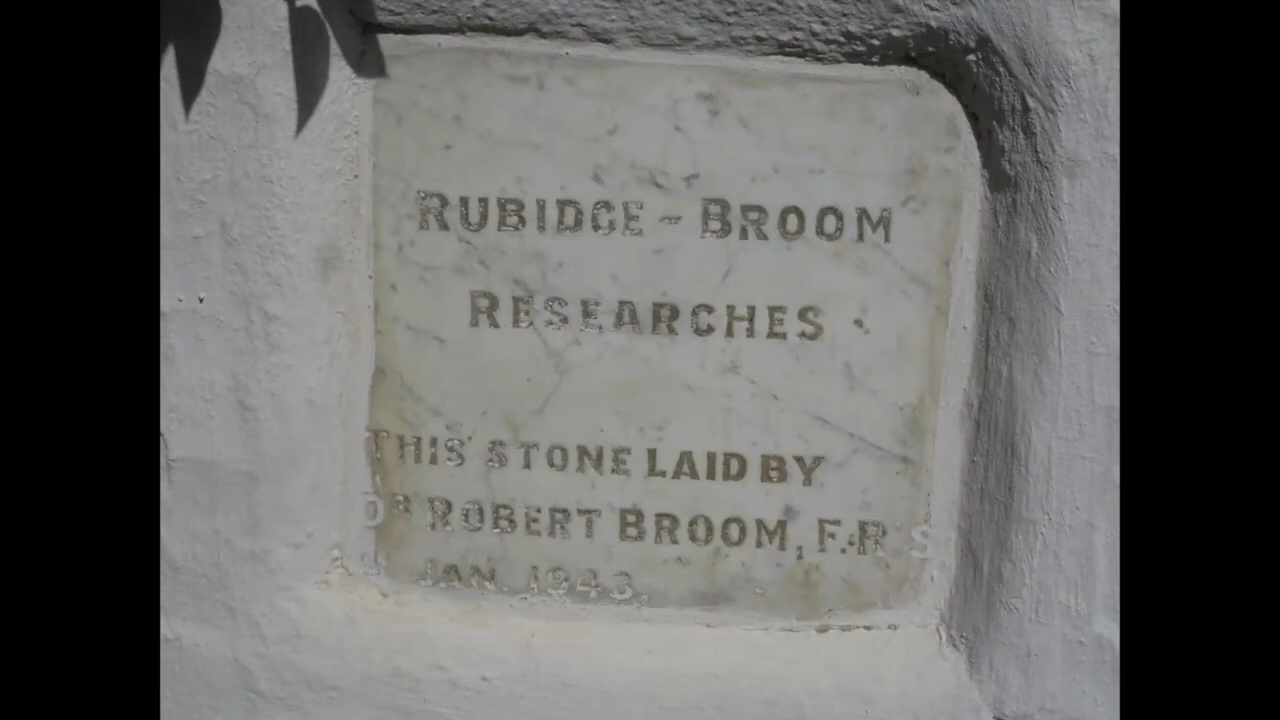 RUBIDGE - BROOM
RESEARCHES
THIS STONE LAID BY
DR ROBERT BROOM, F.R.S
JAN. 1943.